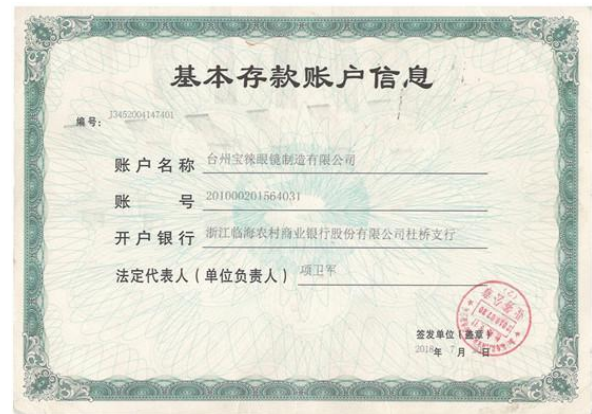 基本存款账户信息
编号: J3452004147401
账户名称 台州宝徕眼镜制造有限公司
账 号 201000201564031
开户银行 浙江临海农村商业银行股份有限公司杜桥支行
法定代表人(单位负责人) 项卫军
签发单位(盖章)
2018年 7 月 日